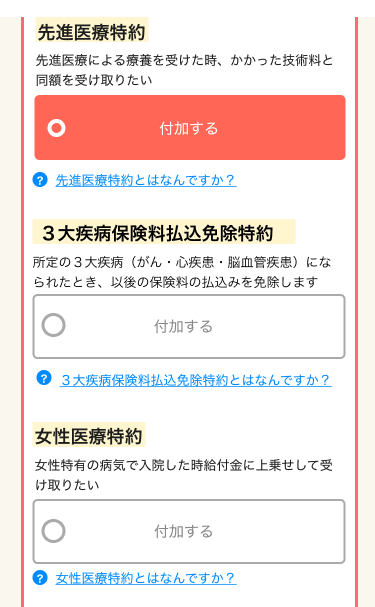 先進医療特約
先進医療による療養を受けた時、かかった技術料と
同額を受け取りたい
付加する
? 先進医療特約とはなんですか？
３大疾病保険料払込免除特約
所定の３大疾病（がん・心疾患・脳血管疾患）にな
られたとき、以後の保険料の払込みを免除します
付加する
? ３大疾病保険料払込免除特約とはなんですか？
女性医療特約
女性特有の病気で入院した時給付金に上乗せして受
け取りたい
付加する
? 女性医療特約とはなんですか？